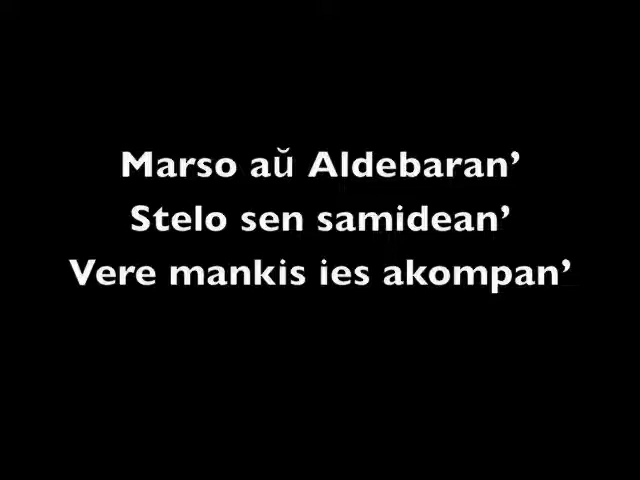 Marso aŭ Aldebaran’
Stelo sen samidean’
Vere mankis ies akompan’